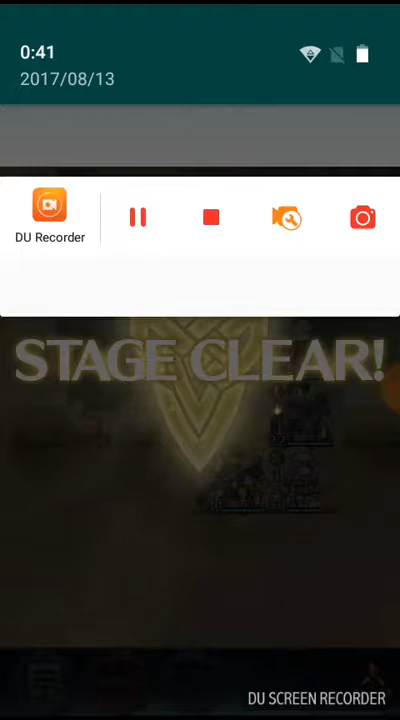 0:41
2017/08/13
DU Recorder
STAGE CLEAR!
DU SCREEN RECORDER